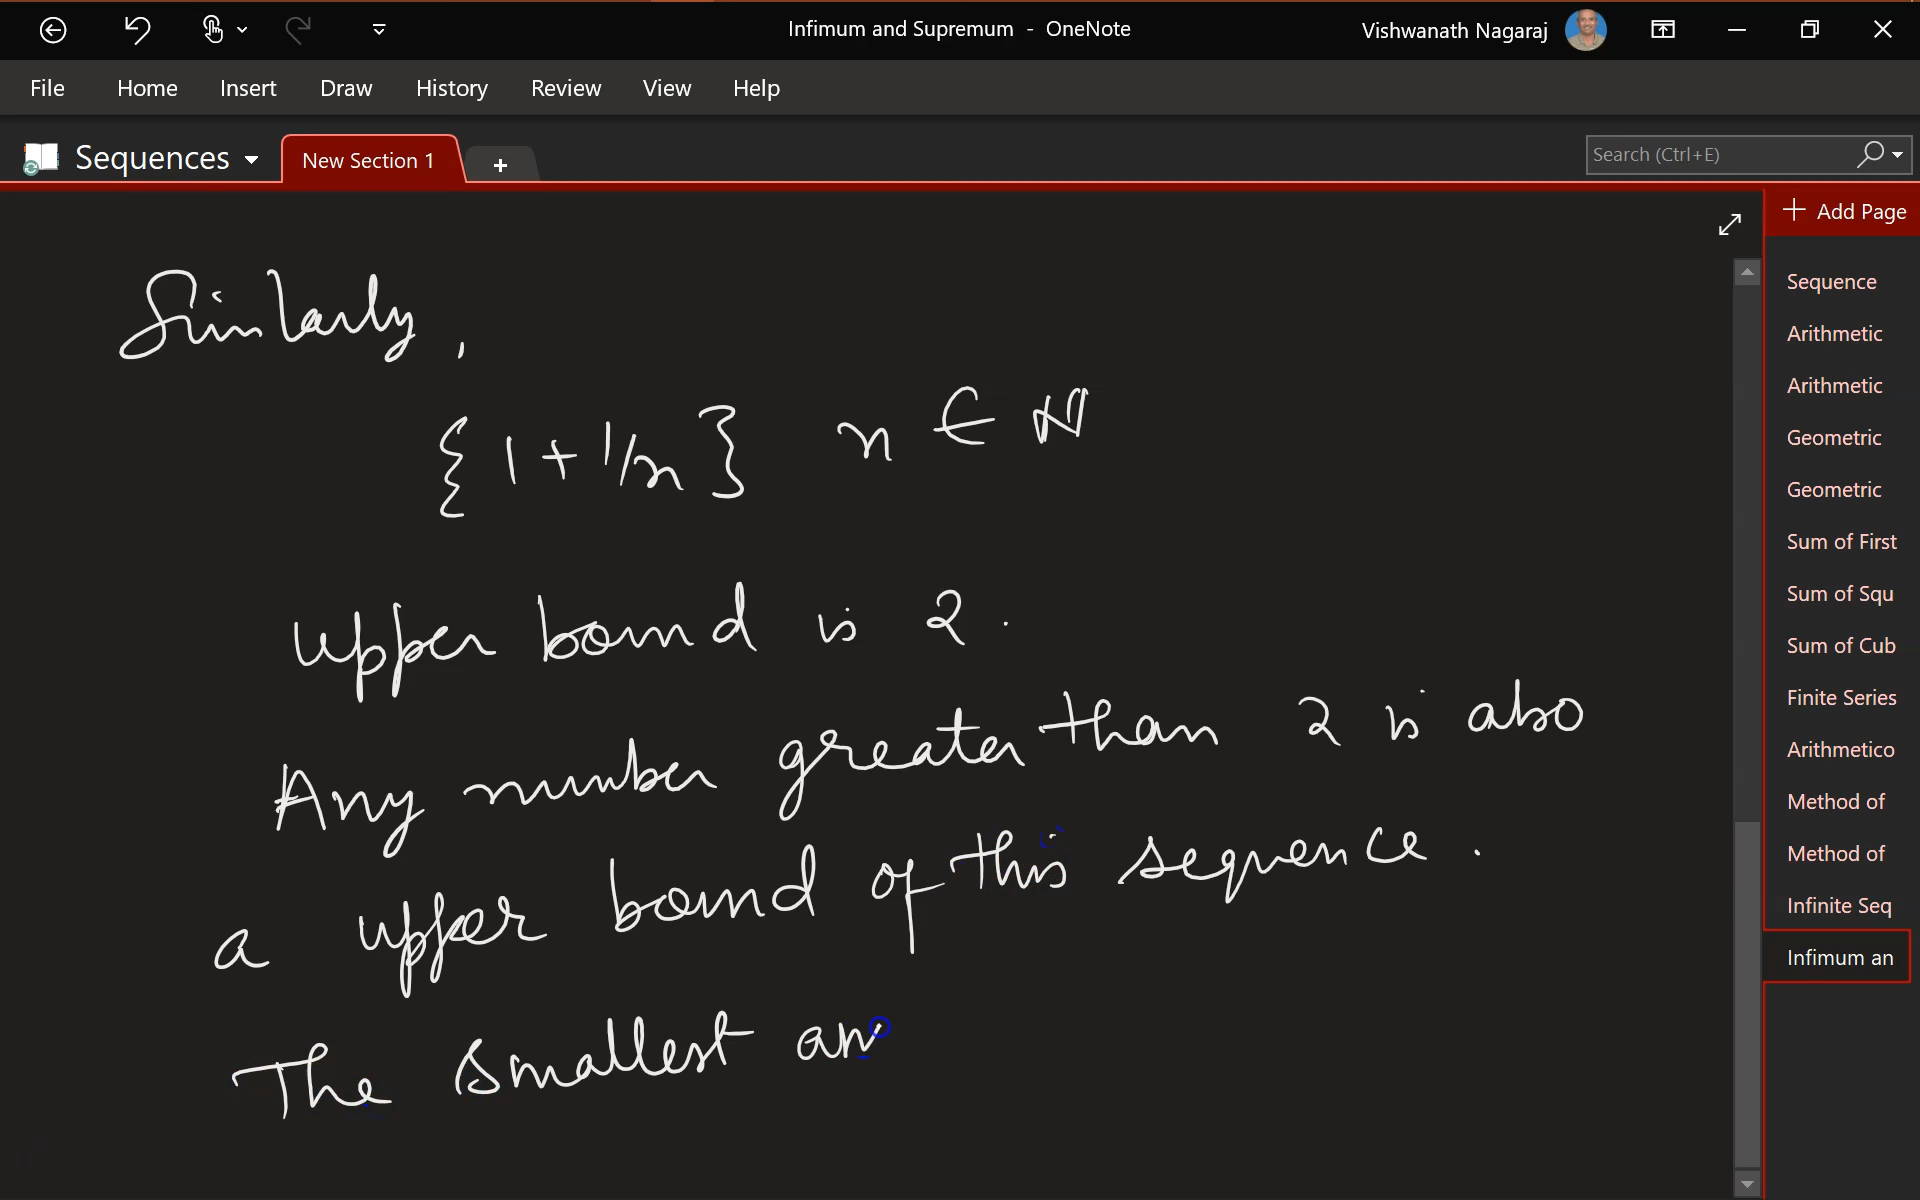 Infimum and Supremum - OneNote
Vishwanath Nagaraj
File Home Insert Draw History Review View Help
Sequences
New Section 1
+
Search (Ctrl+E)
+ Add Page
Sequence
Arithmetic
Arithmetic
Geometric
Geometric
Sum of First
Sum of Squ
Sum of Cub
Finite Series
Arithmetico
Method of
Method of
Infinite Seq
Infimum an
Similarly,
{ 1 + 1/n } n ∈ ℕ
upper bound is 2.
Any number greater than 2 is also
a upper bound of this sequence.
The smallest am